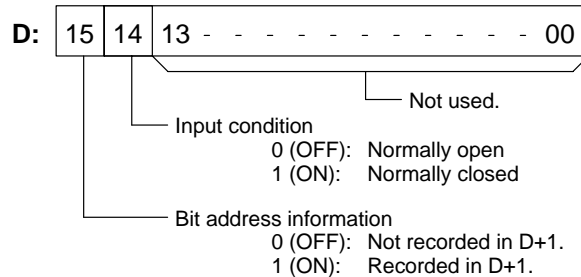 D: 15 14 13 - - - - - - - - - - - - 00
Not used.
Input condition
0 (OFF): Normally open
1 (ON): Normally closed
Bit address information
0 (OFF): Not recorded in D+1.
1 (ON): Recorded in D+1.